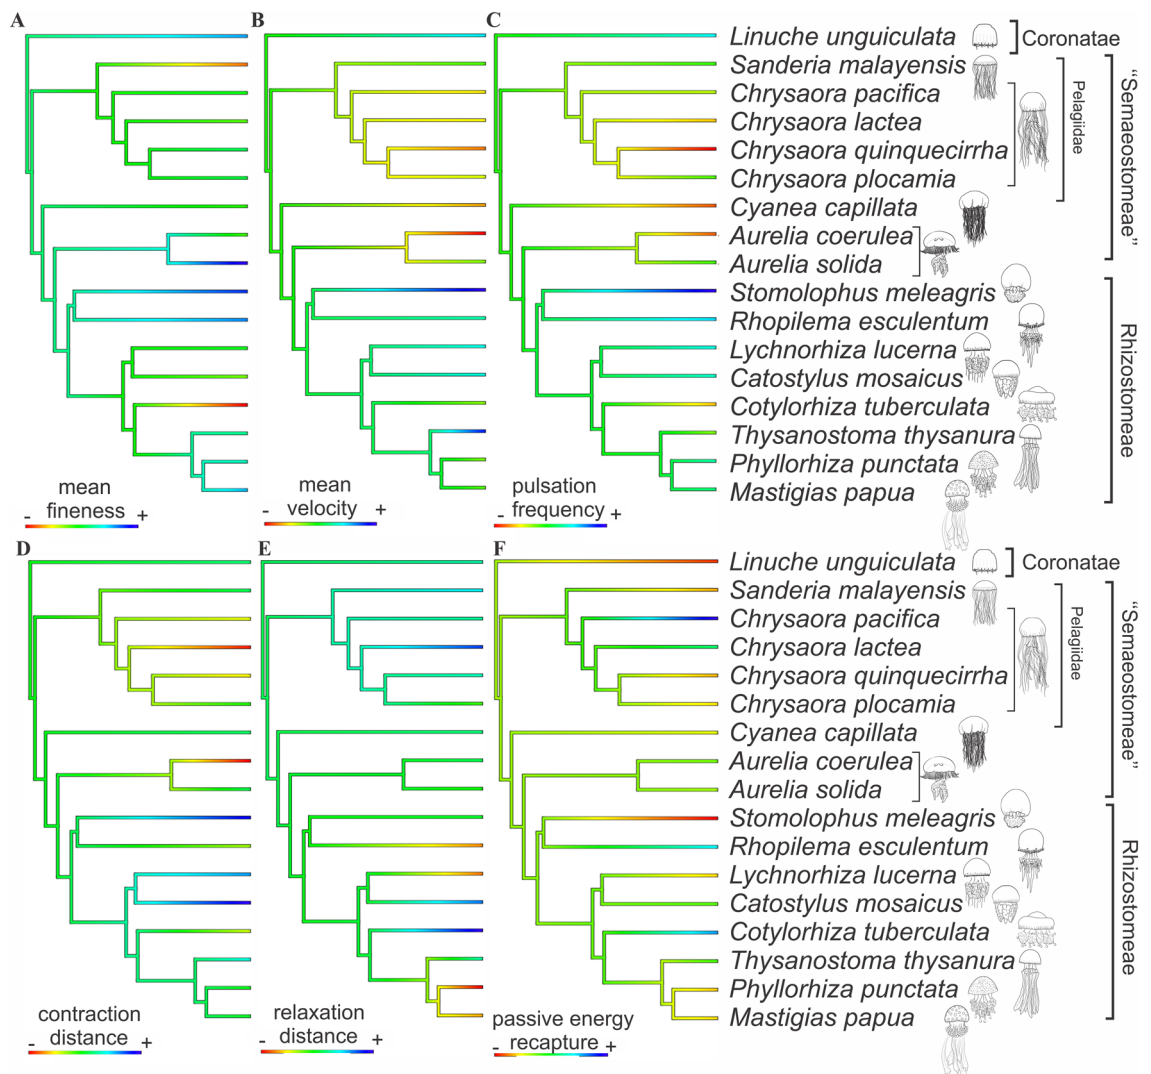 A
B
C
Linuche unguiculata
Coronatae
Sanderia malayensis
Chrysaora pacifica
Chrysaora lactea
Chrysaora quinquecirrha
Chrysaora plocamia
Pelagiidae
Cyanea capillata
Aurelia coerulea
Aurelia solida
"Semaeostomeae"
Stomolophus meleagris
Rhopilema esculentum
Lychnorhiza lucerna
Catostylus mosaicus
Cotylorhiza tuberculata
Thysanostoma thysanura
Phyllorhiza punctata
Mastigias papua
Rhizostomeae
mean
- fineness +
mean
- velocity +
pulsation
- frequency +
D
E
F
Linuche unguiculata
Coronatae
Sanderia malayensis
Chrysaora pacifica
Chrysaora lactea
Chrysaora quinquecirrha
Chrysaora plocamia
Pelagiidae
Cyanea capillata
Aurelia coerulea
Aurelia solida
"Semaeostomeae"
Stomolophus meleagris
Rhopilema esculentum
Lychnorhiza lucerna
Catostylus mosaicus
Cotylorhiza tuberculata
Thysanostoma thysanura
Phyllorhiza punctata
Mastigias papua
Rhizostomeae
contraction
- distance +
relaxation
- distance +
passive energy
- recapture +